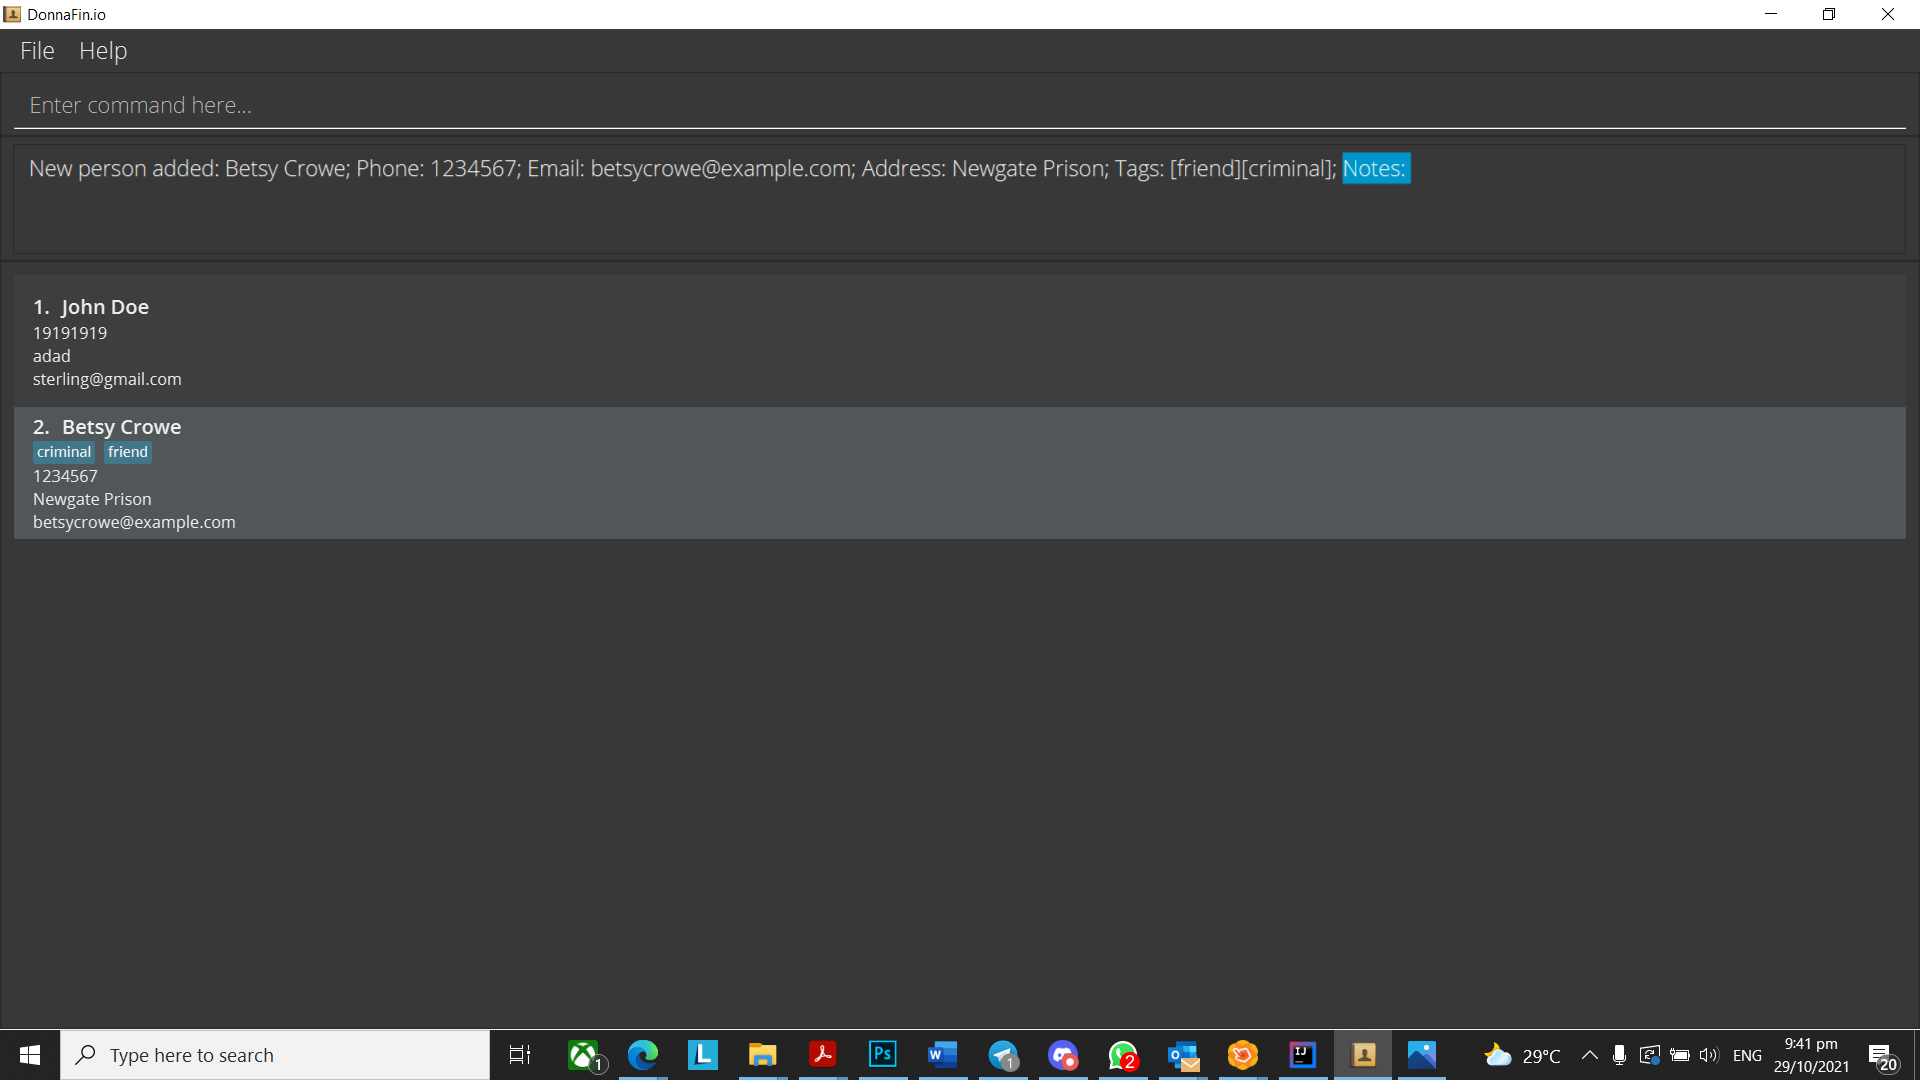 DonnaFin.io
File Help
Enter command here...
New person added: Betsy Crowe; Phone: 1234567; Email: betsycrowe@example.com; Address: Newgate Prison; Tags: [friend][criminal]; Notes:
1. John Doe
19191919
adad
sterling@gmail.com
2. Betsy Crowe
criminal friend
1234567
Newgate Prison
betsycrowe@example.com
Type here to search
1
L
Ps
W
1
2
o
IJ
29°C
ENG
9:41 pm
29/10/2021
20